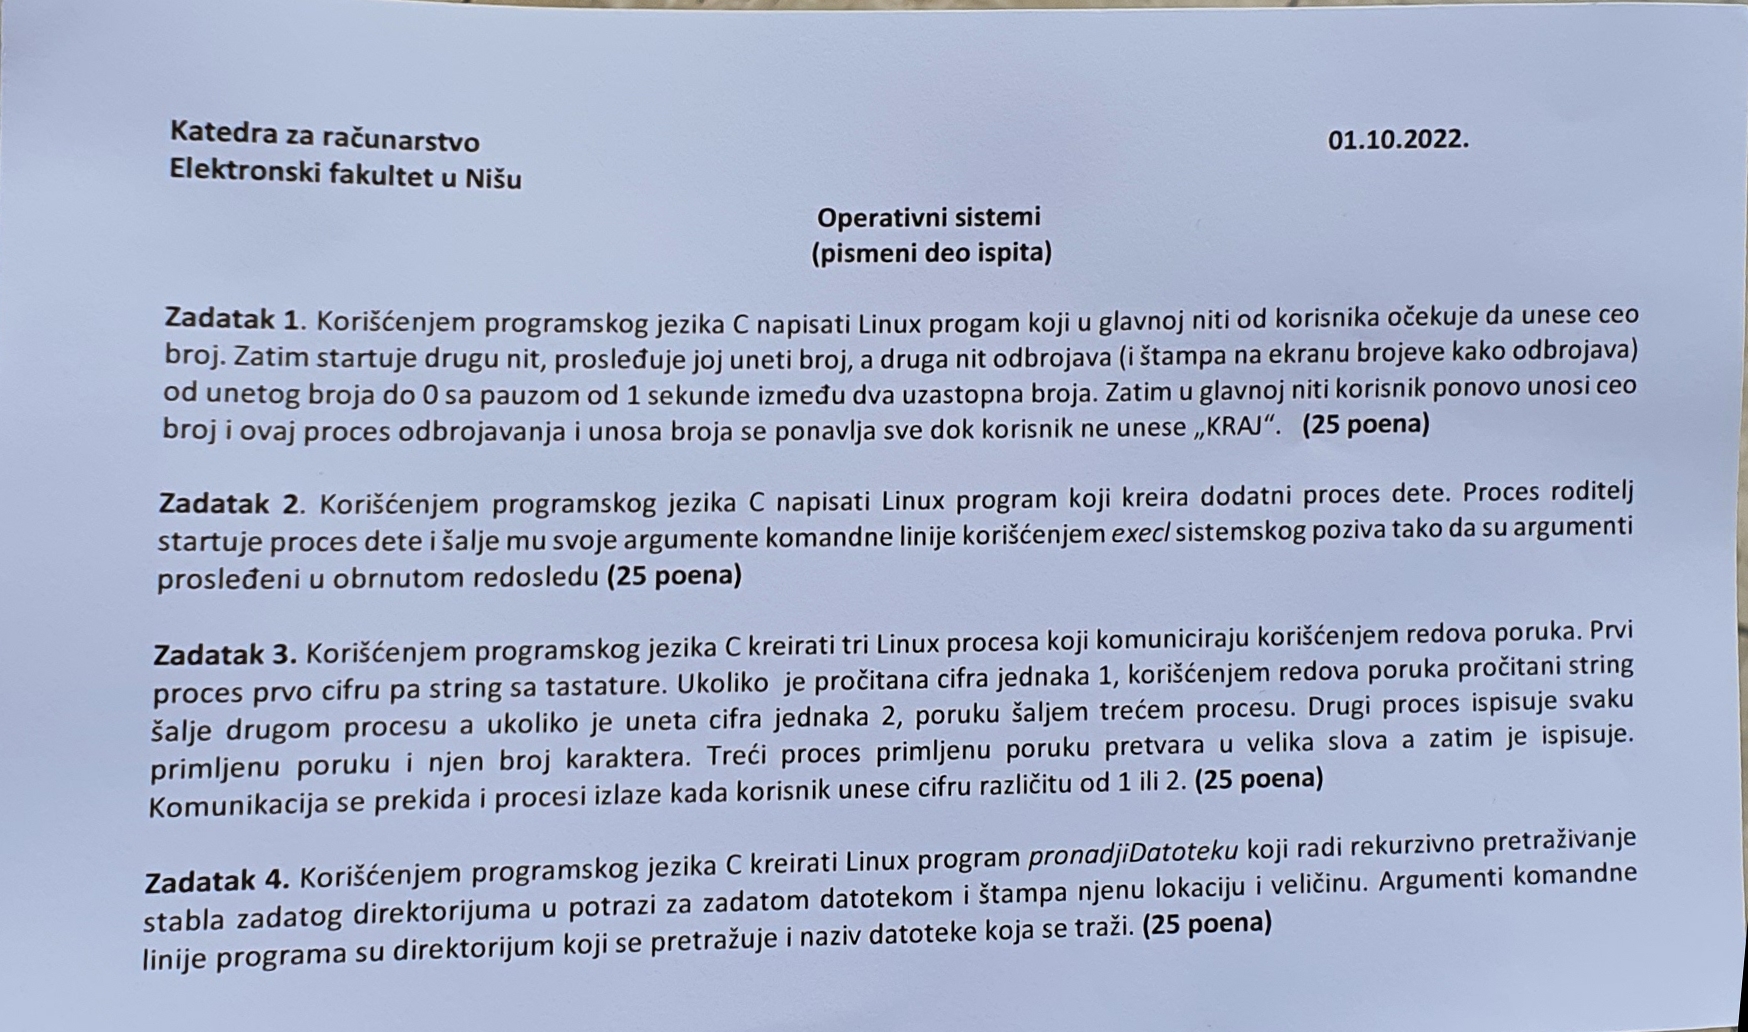 Katedra za računarstvo
01.10.2022.
Elektronski fakultet u Nišu
Operativni sistemi
(pismeni deo ispita)
Zadatak 1. Korišćenjem programskog jezika C napisati Linux progam koji u glavnoj niti od korisnika očekuje da unese ceo
broj. Zatim startuje drugu nit, prosleđuje joj uneti broj, a druga nit odbrojava (i štampa na ekranu brojeve kako odbrojava)
od unetog broja do 0 sa pauzom od 1 sekunde između dva uzastopna broja. Zatim u glavnoj niti korisnik ponovo unosi ceo
broj i ovaj proces odbrojavanja i unosa broja se ponavlja sve dok korisnik ne unese „KRAJ“. (25 poena)
Zadatak 2. Korišćenjem programskog jezika C napisati Linux program koji kreira dodatni proces dete. Proces roditelj
startuje proces dete i šalje mu svoje argumente komandne linije korišćenjem execl sistemskog poziva tako da su argumenti
prosleđeni u obrnutom redosledu (25 poena)
Zadatak 3. Korišćenjem programskog jezika C kreirati tri Linux procesa koji komuniciraju korišćenjem redova poruka. Prvi
proces prvo cifru pa string sa tastature. Ukoliko je pročitana cifra jednaka 1, korišćenjem redova poruka pročitani string
šalje drugom procesu a ukoliko je uneta cifra jednaka 2, poruku šaljem trećem procesu. Drugi proces ispisuje svaku
primljenu poruku i njen broj karaktera. Treći proces primljenu poruku pretvara u velika slova a zatim je ispisuje.
Komunikacija se prekida i procesi izlaze kada korisnik unese cifru različitu od 1 ili 2. (25 poena)
Zadatak 4. Korišćenjem programskog jezika C kreirati Linux program pronadjiDatoteku koji radi rekurzivno pretraživanje
stabla zadatog direktorijuma u potrazi za zadatom datotekom i štampa njenu lokaciju i veličinu. Argumenti komandne
linije programa su direktorijum koji se pretražuje i naziv datoteke koja se traži. (25 poena)